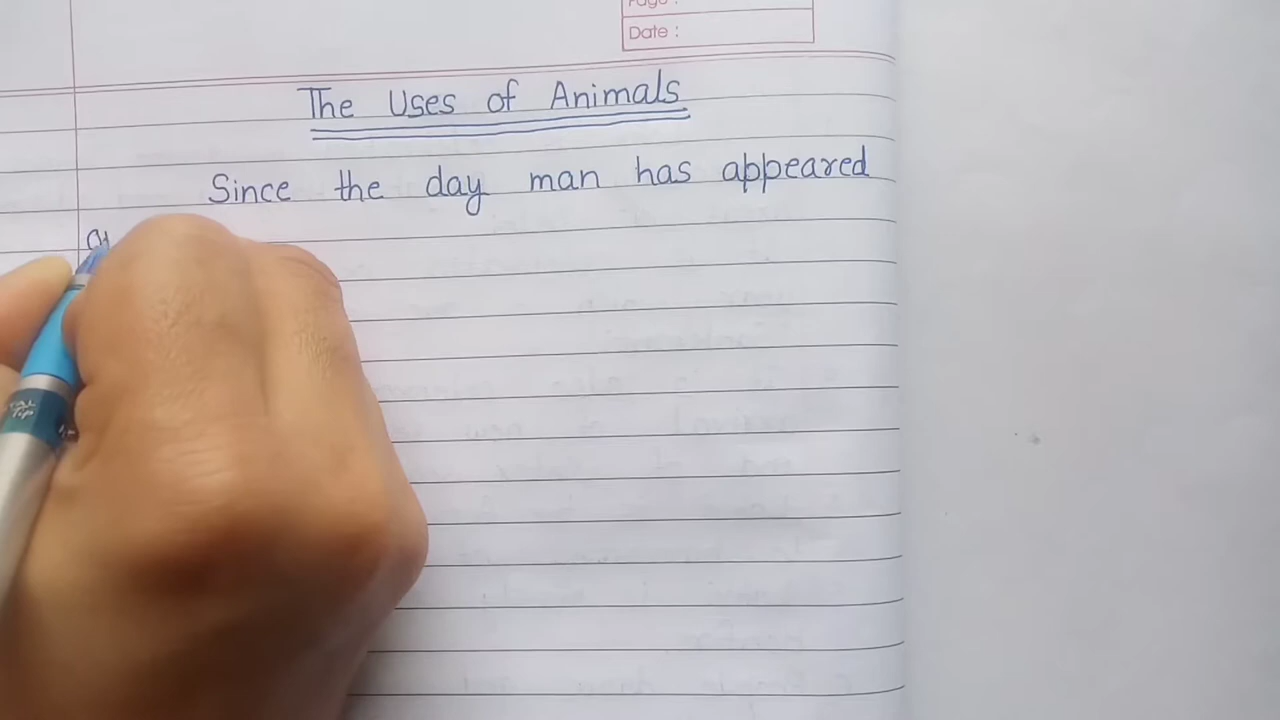 Date :
The Uses of Animals
Since the day man has appeared